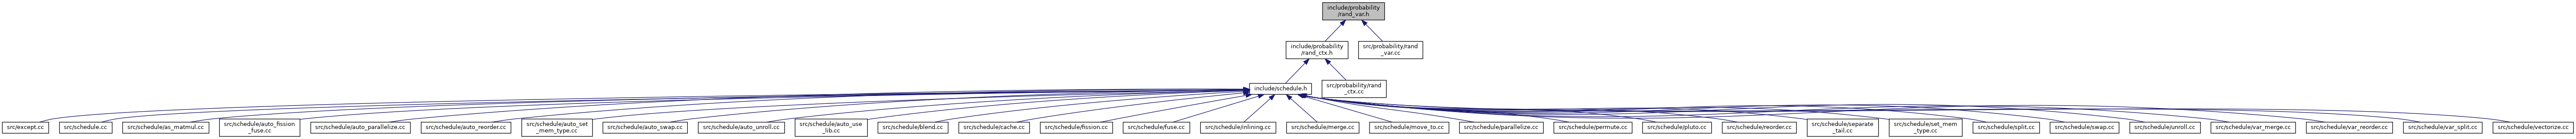 include/probability
/rand_var.h
include/probability
/rand_ctx.h
src/probability/rand
_var.cc
include/schedule.h
src/probability/rand
_ctx.cc
src/except.cc
src/schedule.cc
src/schedule/as_matmul.cc
src/schedule/auto_fission
_fuse.cc
src/schedule/auto_parallelize.cc
src/schedule/auto_reorder.cc
src/schedule/auto_set
_mem_type.cc
src/schedule/auto_swap.cc
src/schedule/auto_unroll.cc
src/schedule/auto_use
_lib.cc
src/schedule/blend.cc
src/schedule/cache.cc
src/schedule/fission.cc
src/schedule/fuse.cc
src/schedule/inlining.cc
src/schedule/merge.cc
src/schedule/move_to.cc
src/schedule/parallelize.cc
src/schedule/permute.cc
src/schedule/pluto.cc
src/schedule/reorder.cc
src/schedule/separate
_tail.cc
src/schedule/set_mem
_type.cc
src/schedule/split.cc
src/schedule/swap.cc
src/schedule/unroll.cc
src/schedule/var_merge.cc
src/schedule/var_reorder.cc
src/schedule/var_split.cc
src/schedule/vectorize.cc